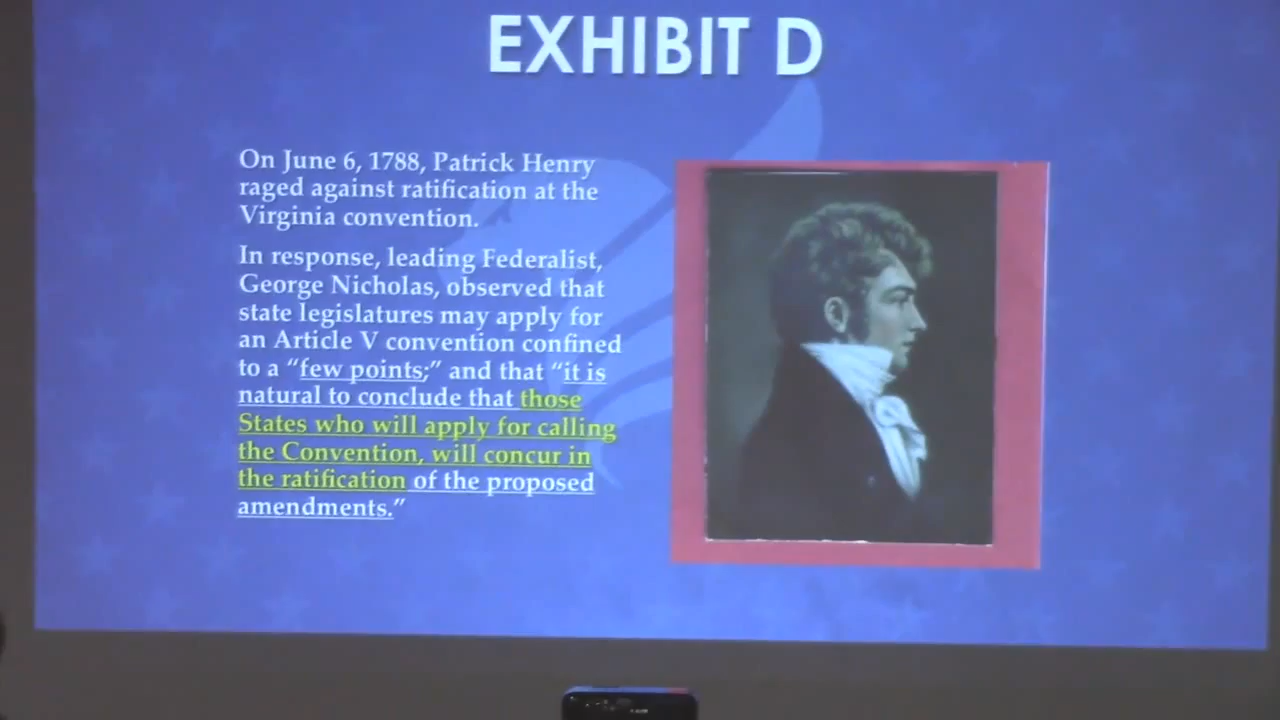 EXHIBIT D
On June 6, 1788, Patrick Henry
raged against ratification at the
Virginia convention.
In response, leading Federalist,
George Nicholas, observed that
state legislatures may apply for
an Article V convention confined
to a “few points;” and that “it is
natural to conclude that those
States who will apply for calling
the Convention, will concur in
the ratification of the proposed
amendments.”